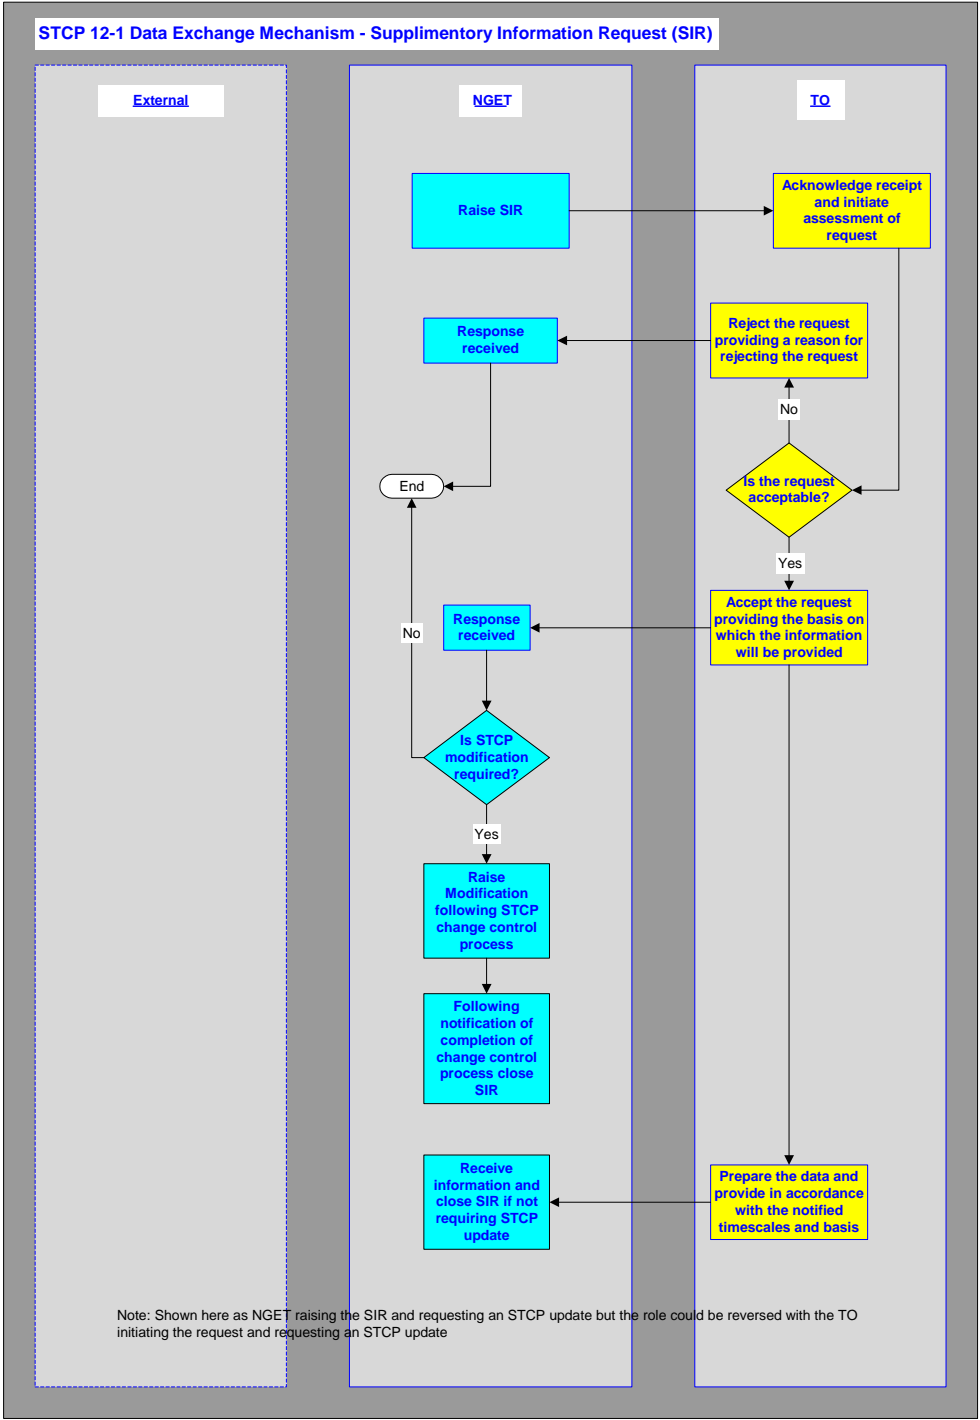 STCP 12-1 Data Exchange Mechanism - Supplimentory Information Request (SIR)
External
NGET
TO
Raise SIR
Acknowledge receipt
and initiate
assessment of
request
Response
received
Reject the request
providing a reason for
rejecting the request
No
End
Is the request
acceptable?
Yes
Response
received
Accept the request
providing the basis on
which the information
will be provided
No
Is STCP
modification
required?
Yes
Raise
Modification
following STCP
change control
process
Following
notification of
completion of
change control
process close
SIR
Receive
information and
close SIR if not
requiring STCP
update
Prepare the data and
provide in accordance
with the notified
timescales and basis
Note: Shown here as NGET raising the SIR and requesting an STCP update but the role could be reversed with the TO
initiating the request and requesting an STCP update